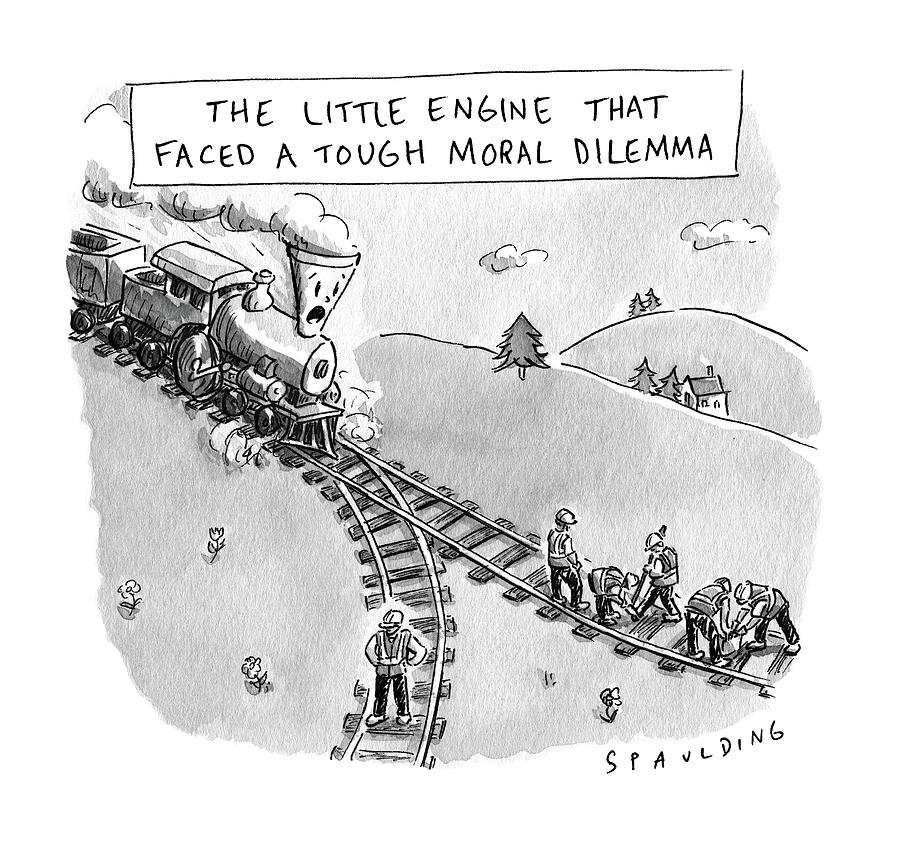 THE LITTLE ENGINE THAT
FACED A TOUGH MORAL DILEMMA
SPAULDING